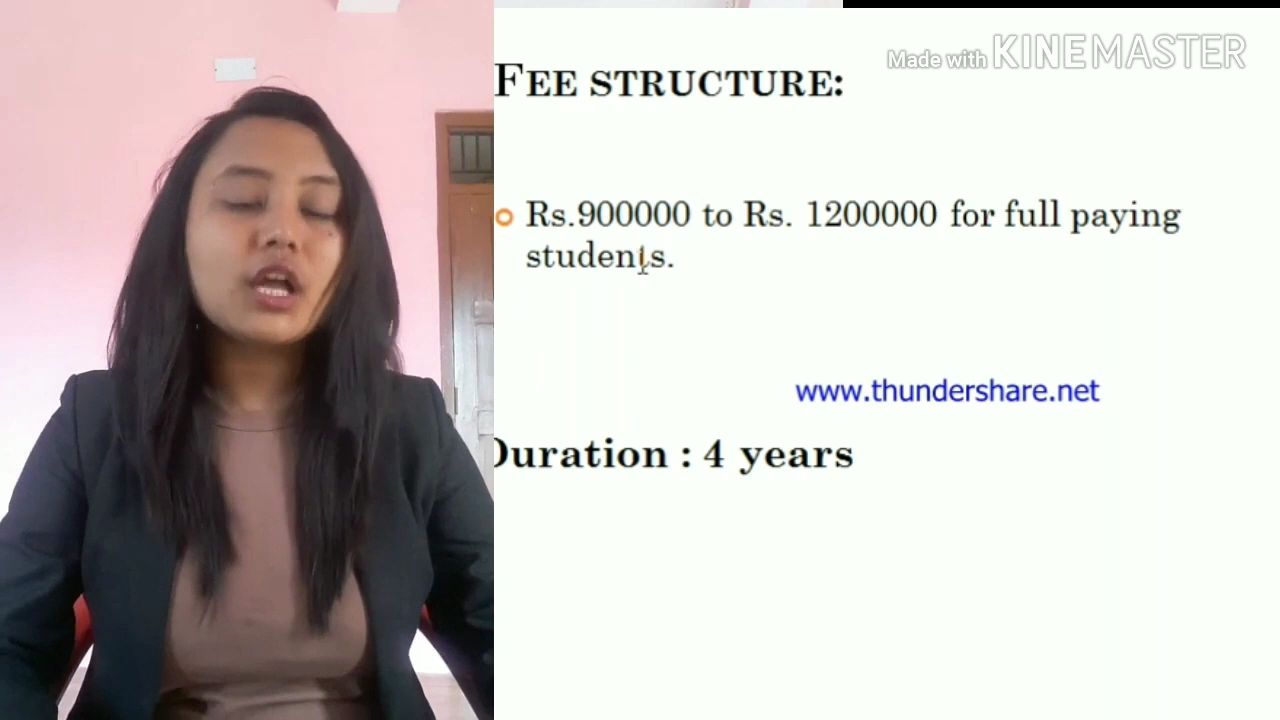 Made with KINEMASTER
FEE STRUCTURE:
Rs.900000 to Rs. 1200000 for full paying
students.
www.thundershare.net
Duration : 4 years